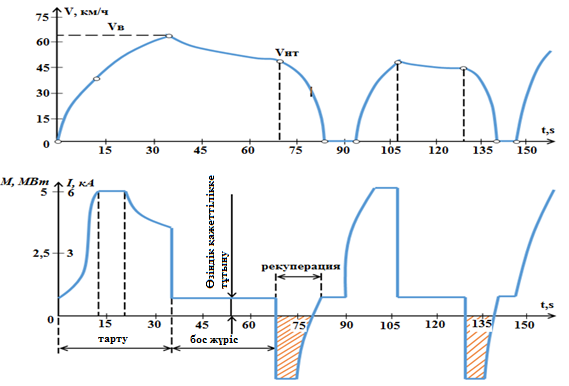 V, км/ч
75
60
45
30
15
0
Vв
Vнт
15 30 45 60 75 90 105 120 135 150
t,s
М, МВт I, кА
5 6
2,5 3
0
Өзіндік кажеттілікке
тұтыну
рекуперация
15 30 45 60 75 90 105 120 135 150
t,s
тарту
бос жүріс